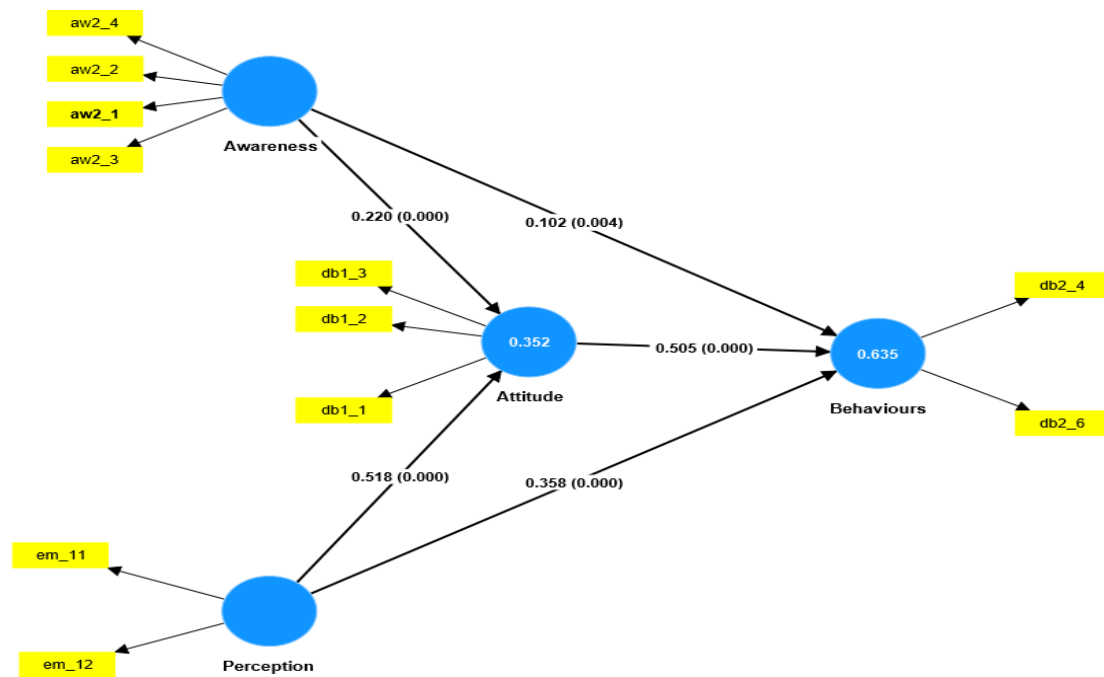 aw2_4
aw2_2
aw2_1
aw2_3
Awareness
0.220 (0.000)
0.102 (0.004)
db1_3
db1_2
db1_1
0.352
Attitude
0.505 (0.000)
0.635
Behaviours
db2_4
db2_6
0.518 (0.000)
0.358 (0.000)
em_11
em_12
Perception